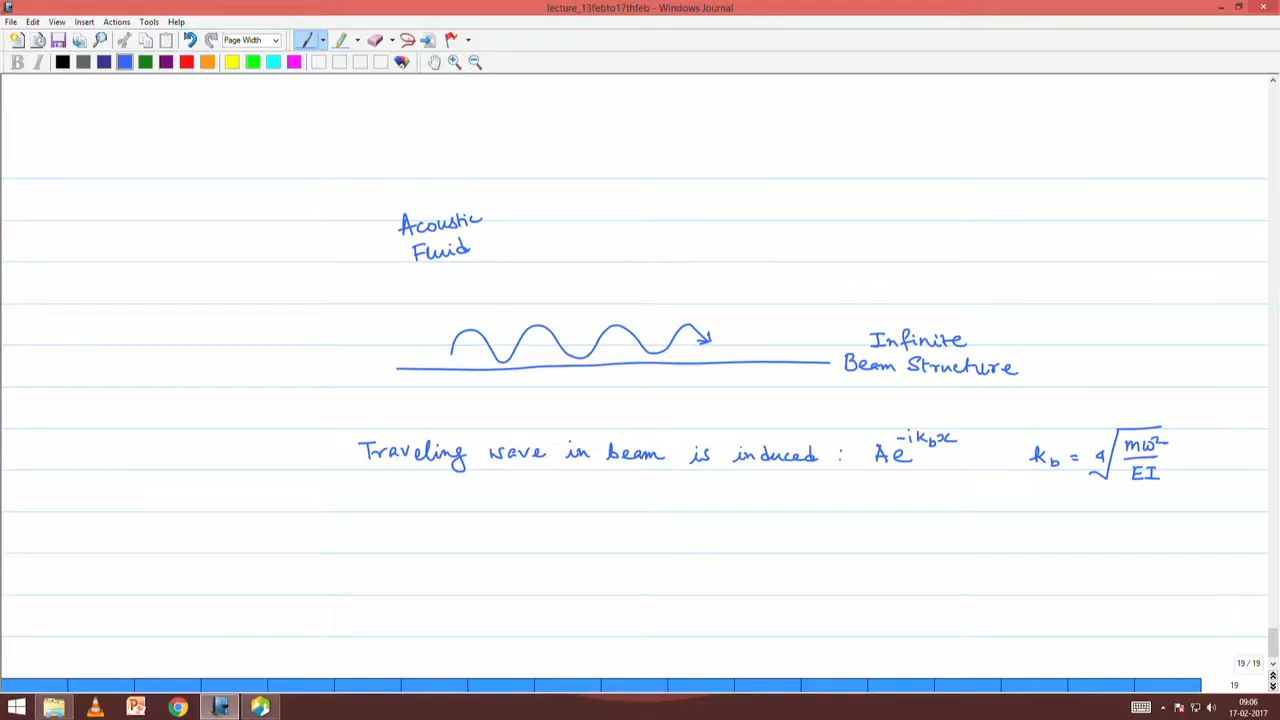 lecture_13febto17thfeb - Windows Journal
File Edit View Insert Actions Tools Help
Page Width
B I
Acoustic
Fluid
Infinite
Beam Structure
Traveling wave in beam is induced : Ae^{-ik_b x} k_b = ∜(mω²/EI)
19 / 19
19
09:06
17-02-2017